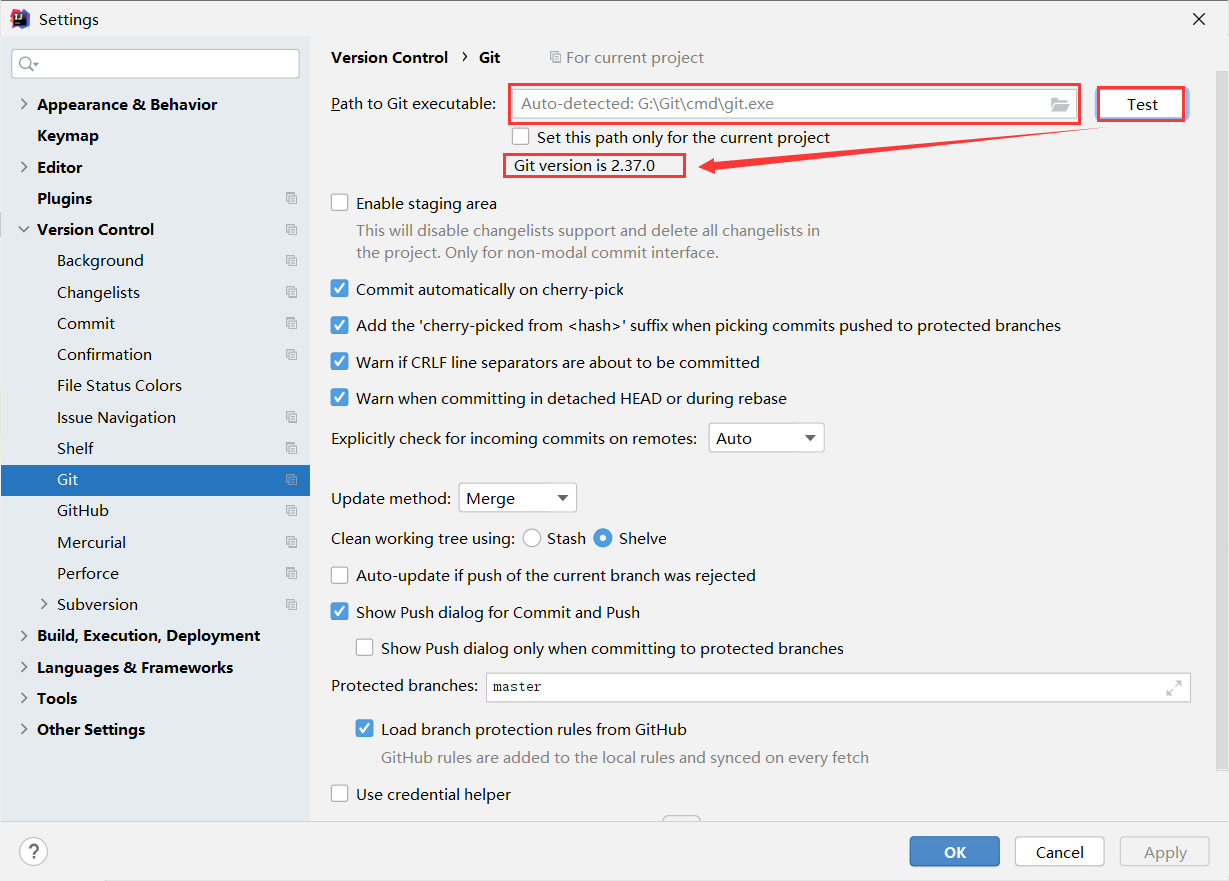 Settings
Appearance & Behavior
Keymap
Editor
Plugins
Version Control
Background
Changelists
Commit
Confirmation
File Status Colors
Issue Navigation
Shelf
Git
GitHub
Mercurial
Perforce
Subversion
Build, Execution, Deployment
Languages & Frameworks
Tools
Other Settings
Version Control › Git For current project
Path to Git executable: Auto-detected: G:\Git\cmd\git.exe Test
Set this path only for the current project
Git version is 2.37.0
Enable staging area
This will disable changelists support and delete all changelists in
the project. Only for non-modal commit interface.
Commit automatically on cherry-pick
Add the 'cherry-picked from <hash>' suffix when picking commits pushed to protected branches
Warn if CRLF line separators are about to be committed
Warn when committing in detached HEAD or during rebase
Explicitly check for incoming commits on remotes: Auto
Update method: Merge
Clean working tree using: Stash Shelve
Auto-update if push of the current branch was rejected
Show Push dialog for Commit and Push
Show Push dialog only when committing to protected branches
Protected branches: master
Load branch protection rules from GitHub
GitHub rules are added to the local rules and synced on every fetch
Use credential helper
? OK Cancel Apply